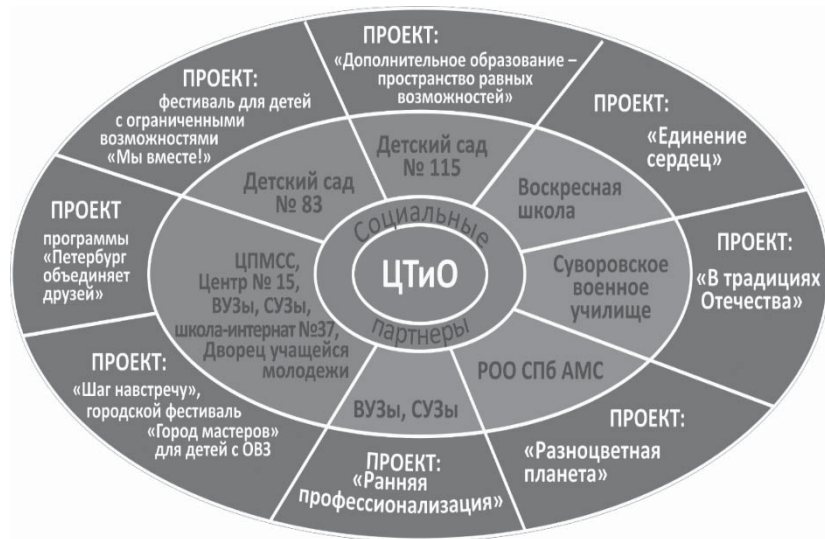 ПРОЕКТ:
фестиваль для детей
с ограниченными
возможностями
«Мы вместе!»
ПРОЕКТ:
«Дополнительное образование –
пространство равных
возможностей»
ПРОЕКТ:
«Единение
сердец»
ПРОЕКТ:
«В традициях
Отечества»
ПРОЕКТ:
«Разноцветная
планета»
ПРОЕКТ:
«Ранняя
профессионализация»
ПРОЕКТ:
«Шаг навстречу»,
городской фестиваль
«Город мастеров»
для детей с ОВЗ
ПРОЕКТ
программы
«Петербург
объединяет
друзей»
Детский сад
№ 83
Детский сад
№ 115
Воскресная
школа
Суворовское
военное
училище
РОО СПб АМС
ВУЗы, СУЗы
ЦПМСС,
Центр № 15,
ВУЗы, СУЗы,
школа-интернат №37,
Дворец учащейся
молодежи
Социальные
ЦТиО
партнеры